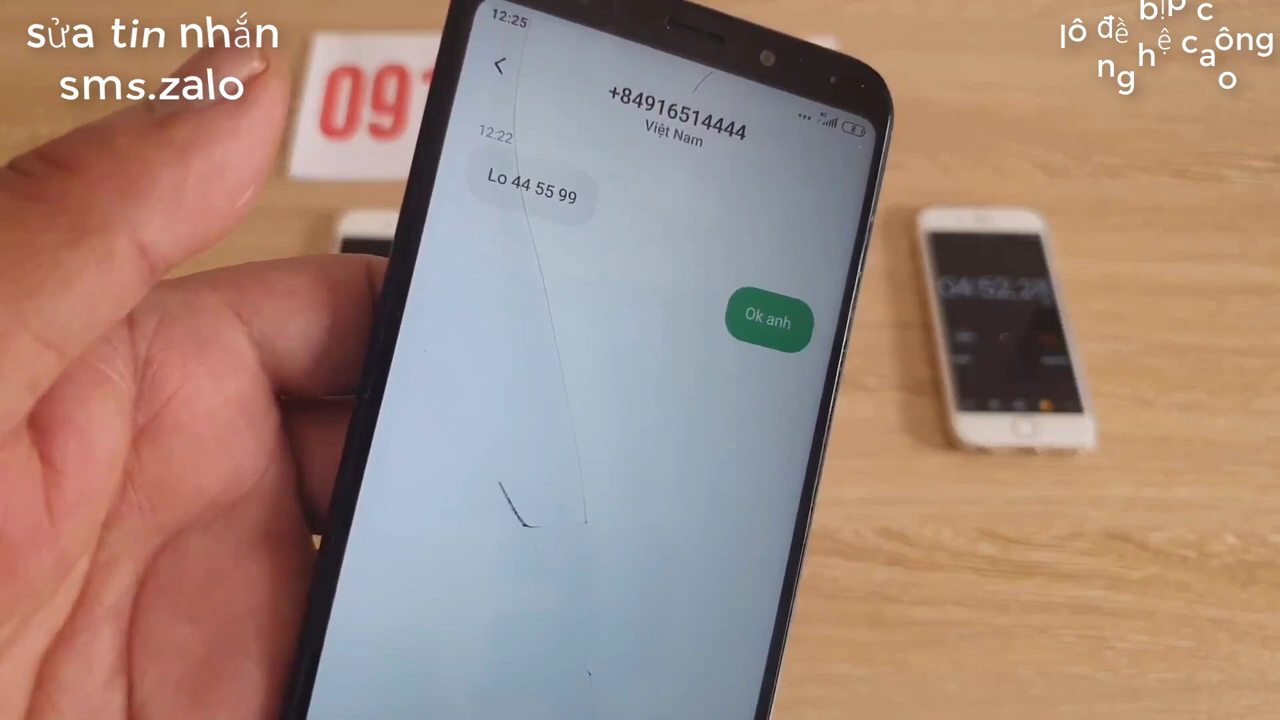 sửa tin nhắn
sms.zalo
lô đề bịp công nghệ cao
091
12:25
+84916514444
Việt Nam
12:22
Lo 44 55 99
Ok anh